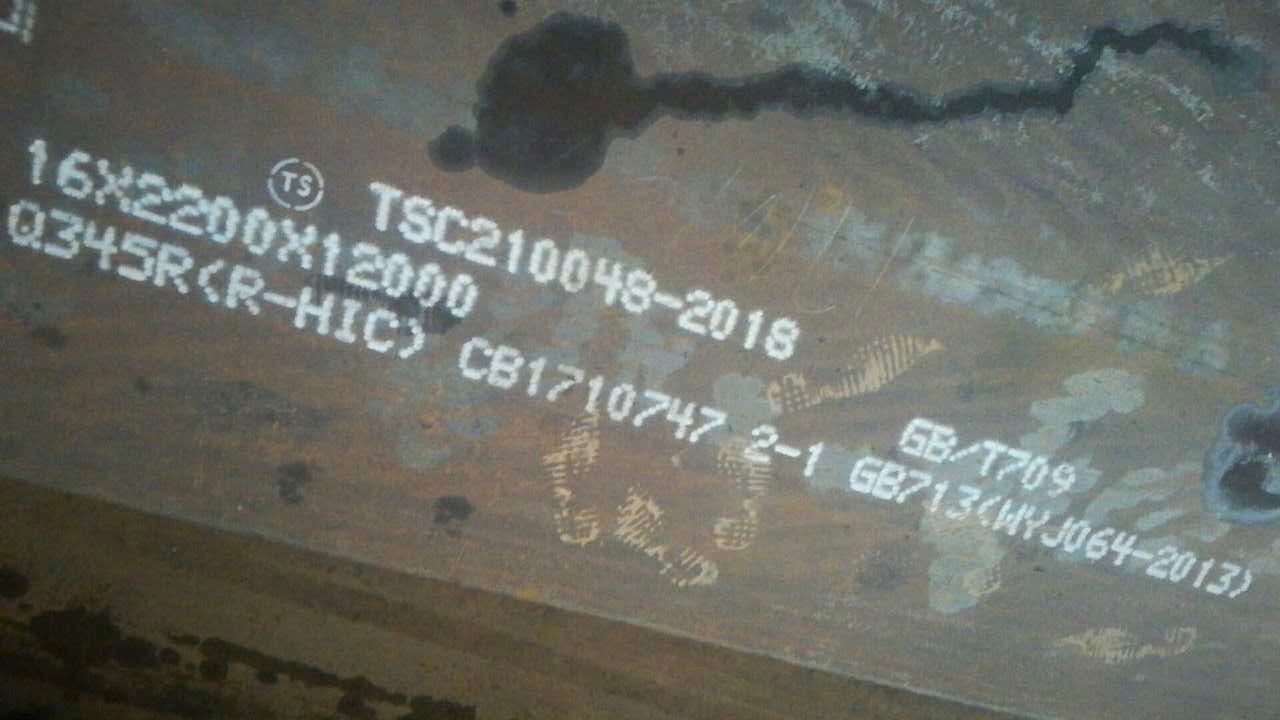 TS TSC210048-2018
16X2200X12000 GB/T709
Q345R(R-HIC) CB1710747 2-1 GB713(WYJ064-2013)